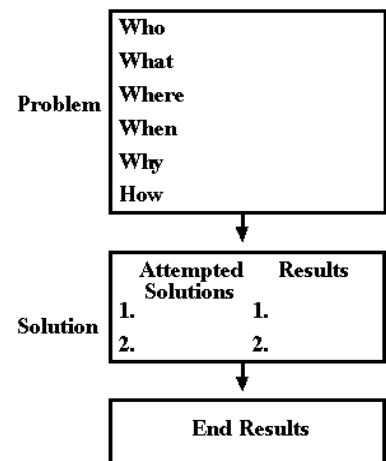 Who
What
Problem
Where
When
Why
How
Attempted Solutions
Results
1.
1.
Solution
2.
2.
End Results